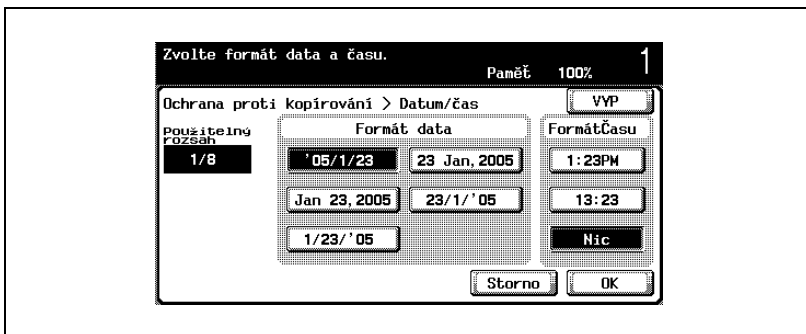 Zvolte formát data a času.
Paměť 100% 1
Ochrana proti kopírování > Datum/čas VYP
Použitelný rozsah
1/8
Formát data
FormátČasu
'05/1/23 23 Jan,2005 1:23PM
Jan 23,2005 23/1/'05 13:23
1/23/'05 Nic
Storno OK